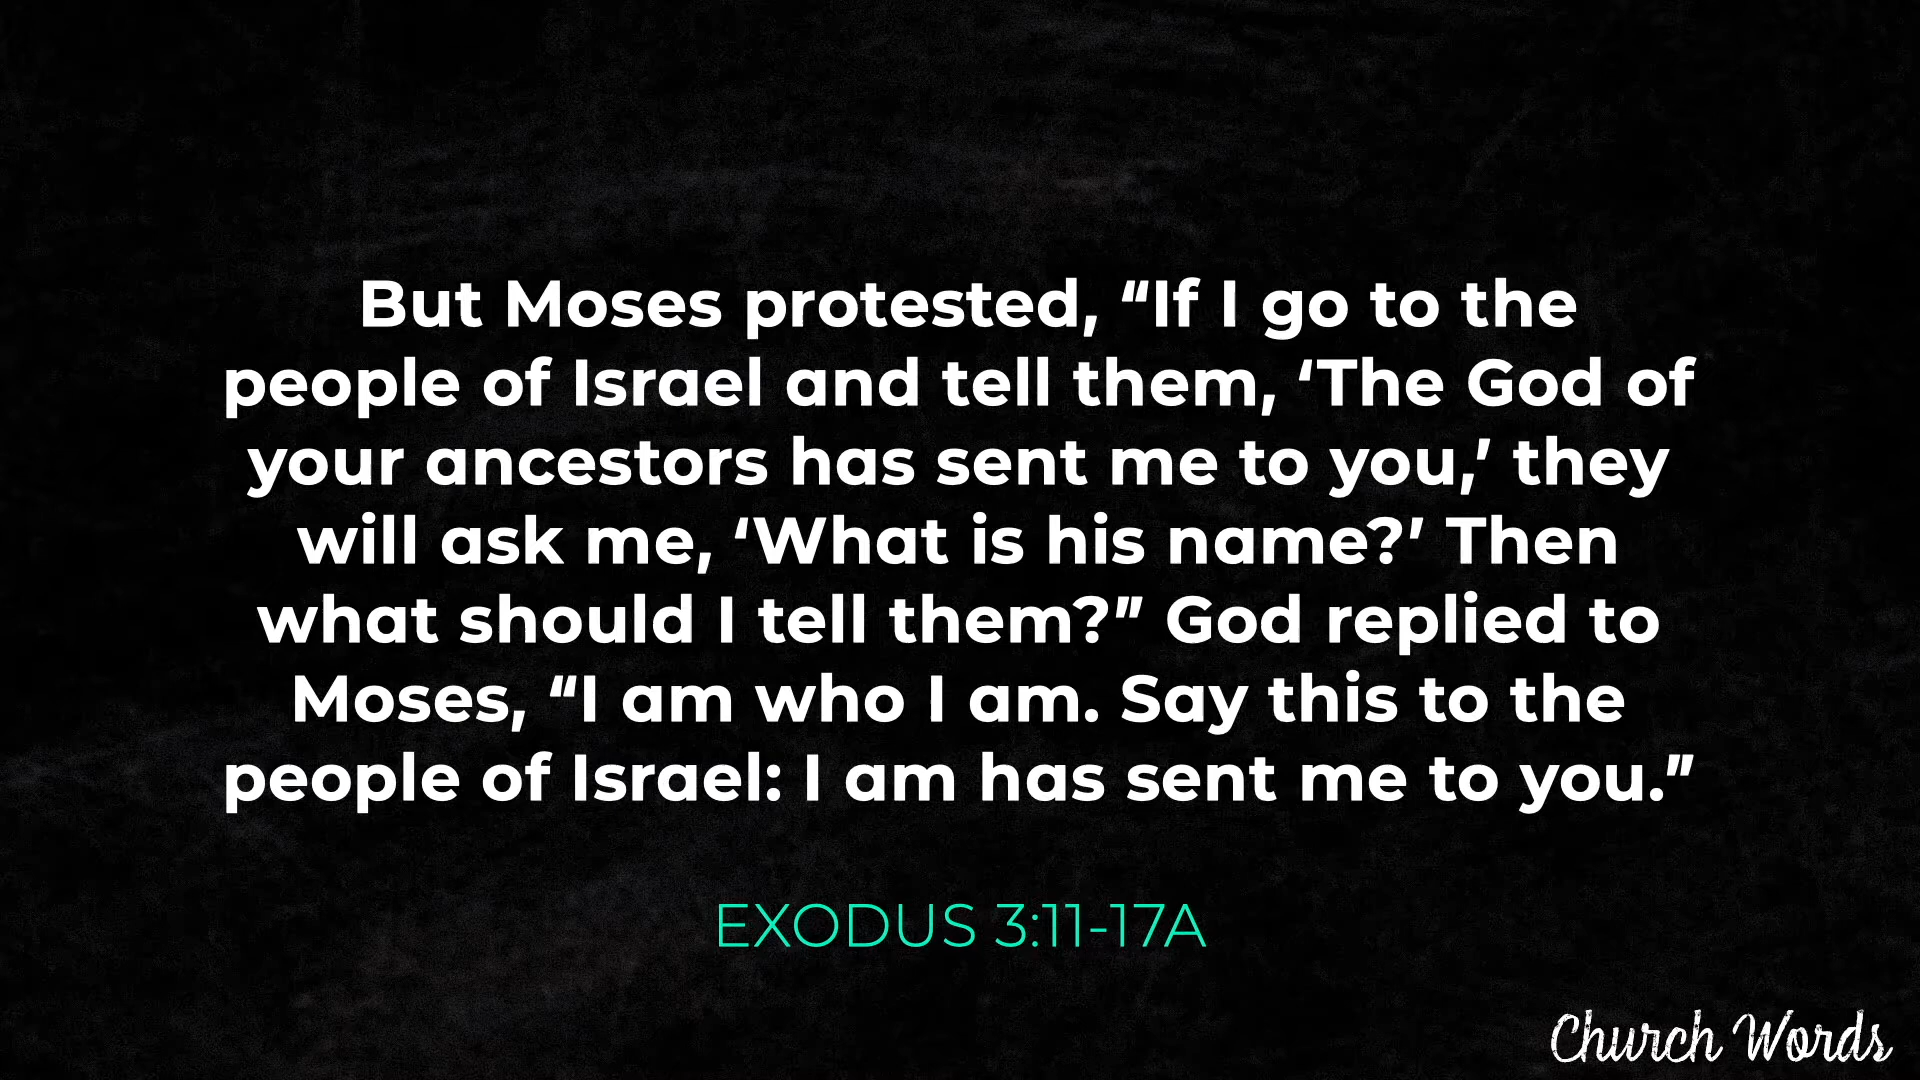 But Moses protested, “If I go to the
people of Israel and tell them, ‘The God of
your ancestors has sent me to you,’ they
will ask me, ‘What is his name?’ Then
what should I tell them?” God replied to
Moses, “I am who I am. Say this to the
people of Israel: I am has sent me to you.”
EXODUS 3:11-17A
Church Words